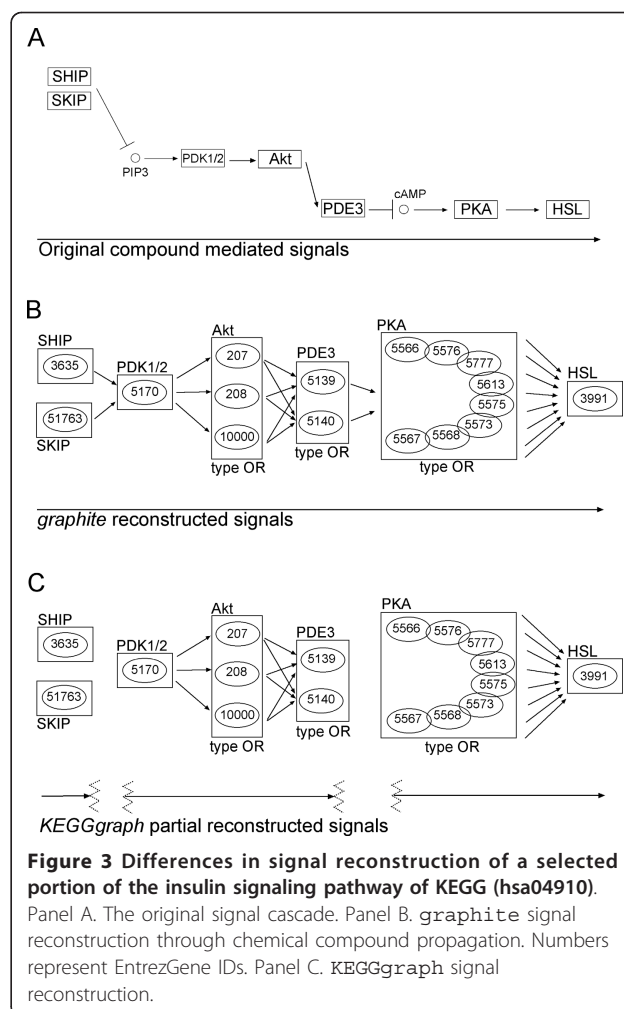 A
SHIP
SKIP
PIP3
PDK1/2
Akt
PDE3
cAMP
PKA
HSL
Original compound mediated signals
B
SHIP
3635
51763
SKIP
PDK1/2
5170
Akt
207
208
10000
type OR
PDE3
5139
5140
type OR
PKA
5566
5576
5777
5613
5575
5573
5568
5567
type OR
HSL
3991
graphite reconstructed signals
C
SHIP
3635
51763
SKIP
PDK1/2
5170
Akt
207
208
10000
type OR
PDE3
5139
5140
type OR
PKA
5566
5576
5777
5613
5575
5573
5568
5567
type OR
HSL
3991
KEGGgraph partial reconstructed signals
Figure 3 Differences in signal reconstruction of a selected
portion of the insulin signaling pathway of KEGG (hsa04910).
Panel A. The original signal cascade. Panel B. graphite signal
reconstruction through chemical compound propagation. Numbers
represent EntrezGene IDs. Panel C. KEGGgraph signal
reconstruction.